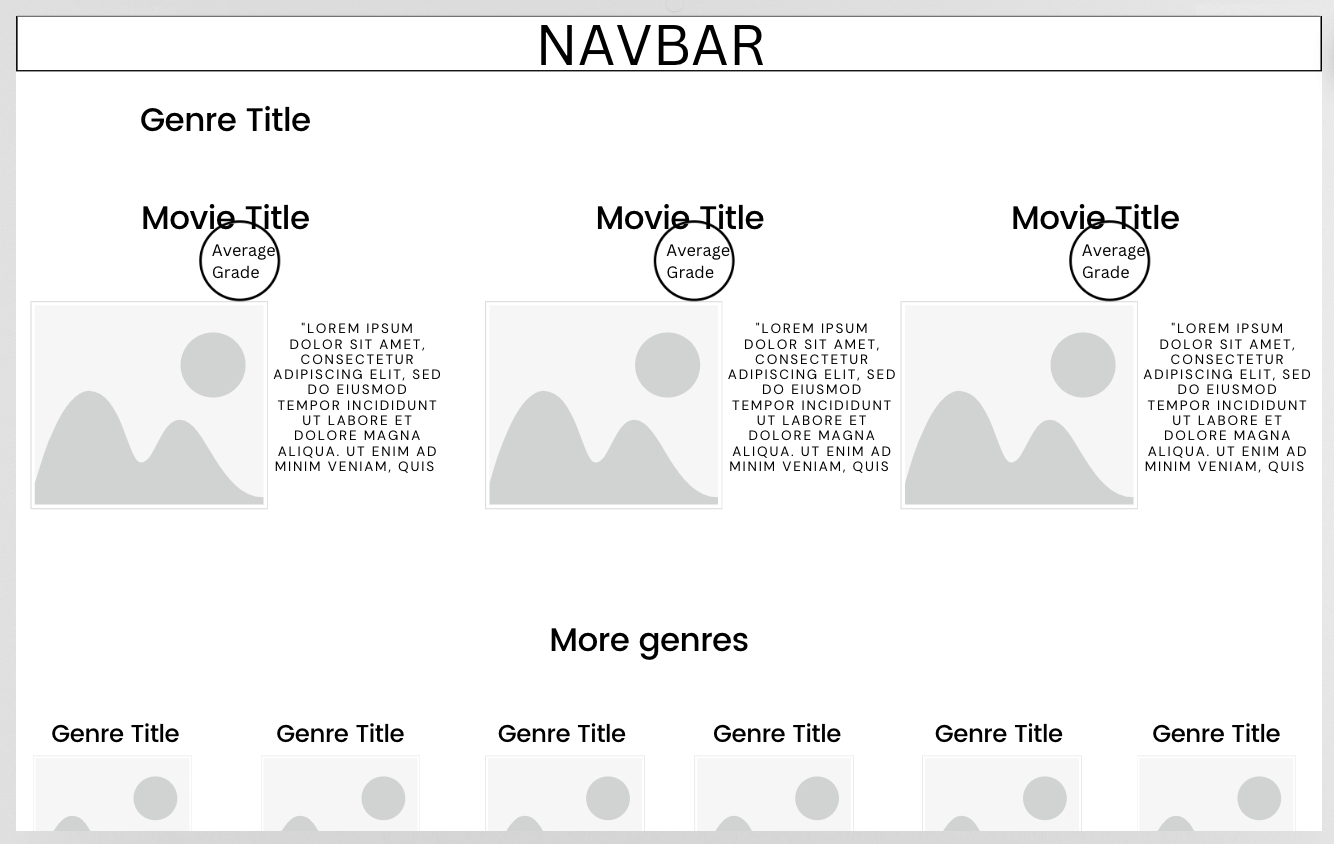 NAVBAR
Genre Title
Movie Title
Average
Grade
"LOREM IPSUM
DOLOR SIT AMET,
CONSECTETUR
ADIPISCING ELIT, SED
DO EIUSMOD
TEMPOR INCIDIDUNT
UT LABORE ET
DOLORE MAGNA
ALIQUA. UT ENIM AD
MINIM VENIAM, QUIS
Movie Title
Average
Grade
"LOREM IPSUM
DOLOR SIT AMET,
CONSECTETUR
ADIPISCING ELIT, SED
DO EIUSMOD
TEMPOR INCIDIDUNT
UT LABORE ET
DOLORE MAGNA
ALIQUA. UT ENIM AD
MINIM VENIAM, QUIS
Movie Title
Average
Grade
"LOREM IPSUM
DOLOR SIT AMET,
CONSECTETUR
ADIPISCING ELIT, SED
DO EIUSMOD
TEMPOR INCIDIDUNT
UT LABORE ET
DOLORE MAGNA
ALIQUA. UT ENIM AD
MINIM VENIAM, QUIS
More genres
Genre Title
Genre Title
Genre Title
Genre Title
Genre Title
Genre Title